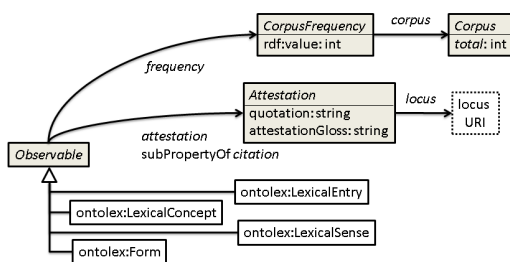 CorpusFrequency
rdf:value: int
corpus
Corpus
total: int
frequency
Attestation
quotation: string
attestationGloss: string
locus
locus
URI
attestation
subPropertyOf citation
Observable
ontolex:LexicalEntry
ontolex:LexicalConcept
ontolex:LexicalSense
ontolex:Form